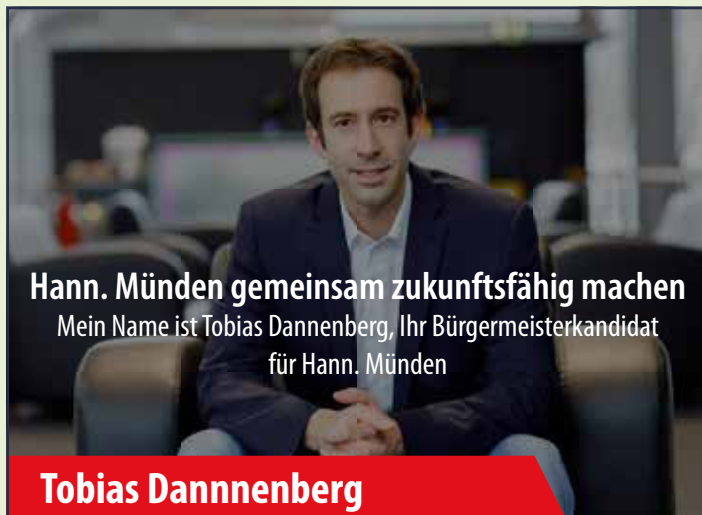 Hann. Münden gemeinsam zukunftsfähig machen
Mein Name ist Tobias Dannenberg, Ihr Bürgermeisterkandidat
für Hann. Münden
Tobias Dannnenberg